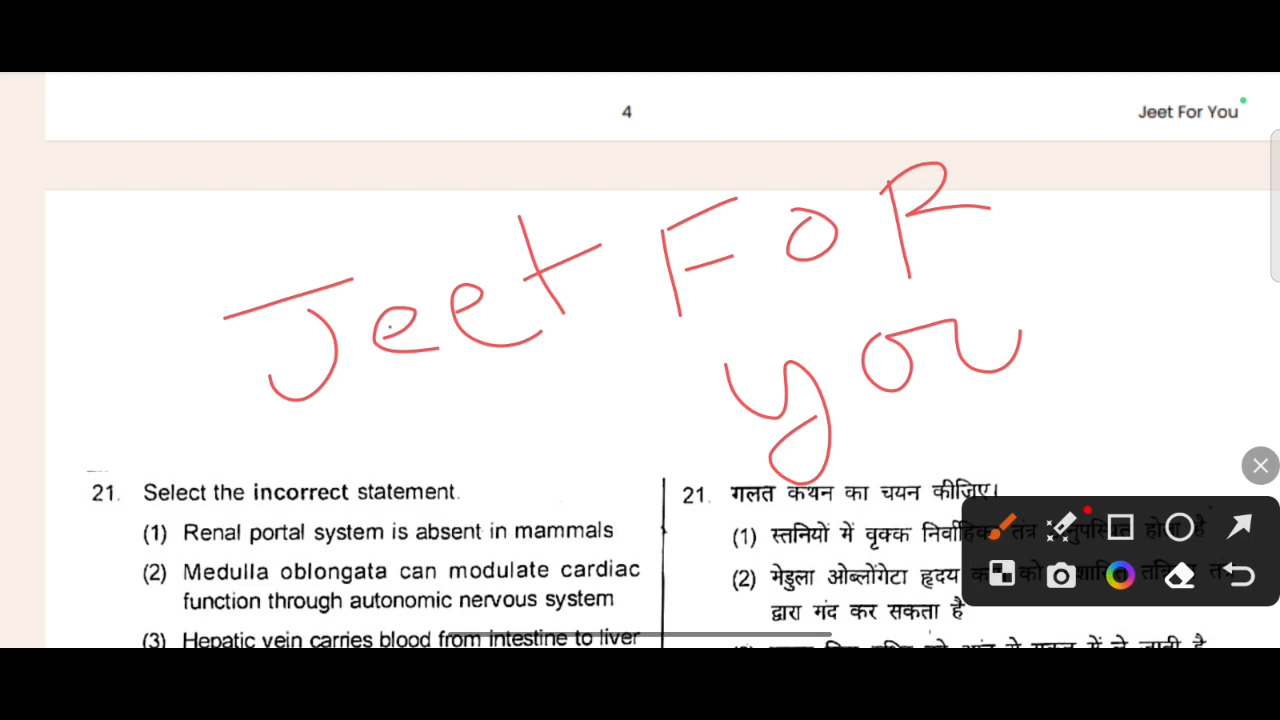 4
Jeet For You
Jeet FOR
you
21. Select the incorrect statement.
(1) Renal portal system is absent in mammals
(2) Medulla oblongata can modulate cardiac
function through autonomic nervous system
(3) Hepatic vein carries blood from intestine to liver
21. गलत कथन का चयन कीजिए।
(1) स्तनियों में वृक्क निर्वाहिका तंत्र अनुपस्थित होता है
(2) मेडुला ओब्लोंगेटा हृदय
द्वारा मंद कर सकता है